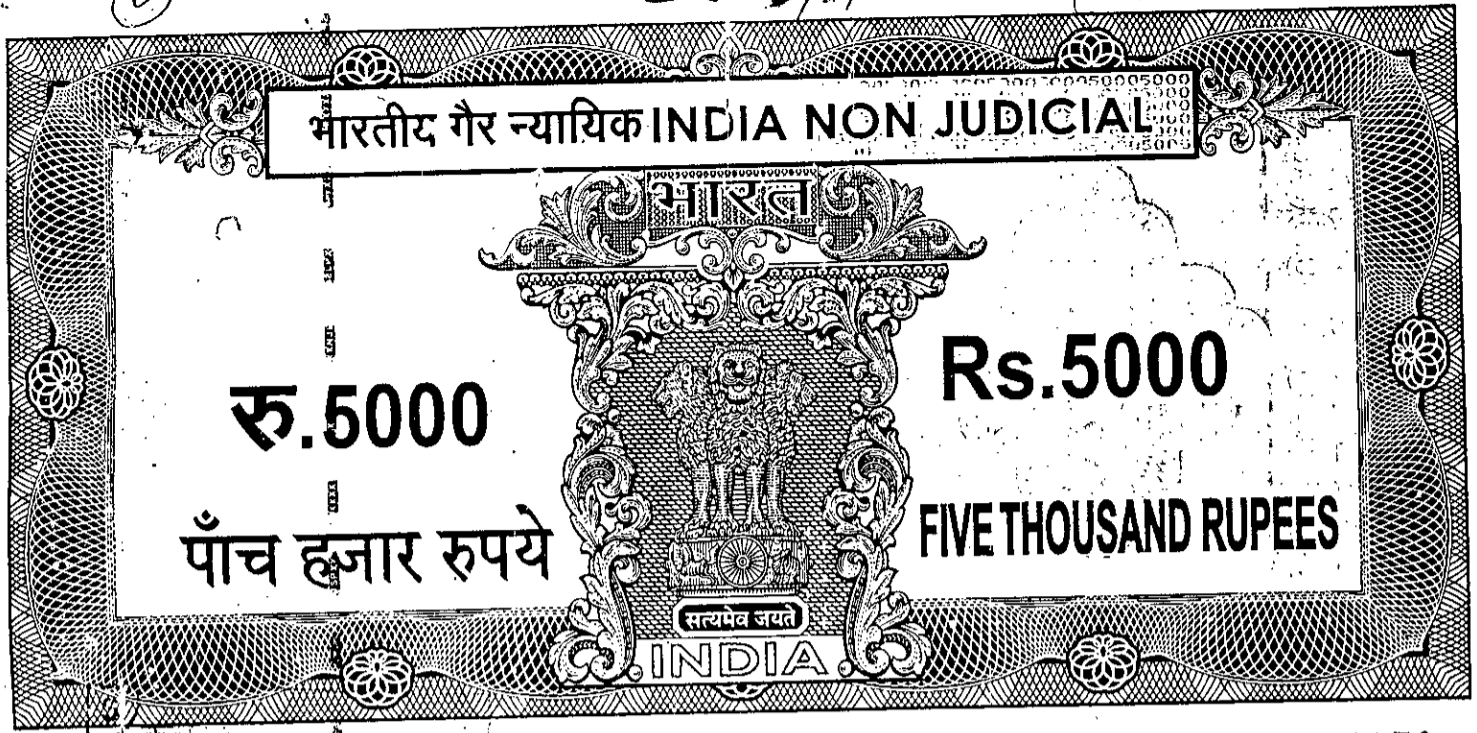 भारतीय गैर न्यायिक INDIA NON JUDICIAL
भारत
रु.5000
Rs.5000
पाँच हजार रुपये
FIVE THOUSAND RUPEES
सत्यमेव जयते
INDIA